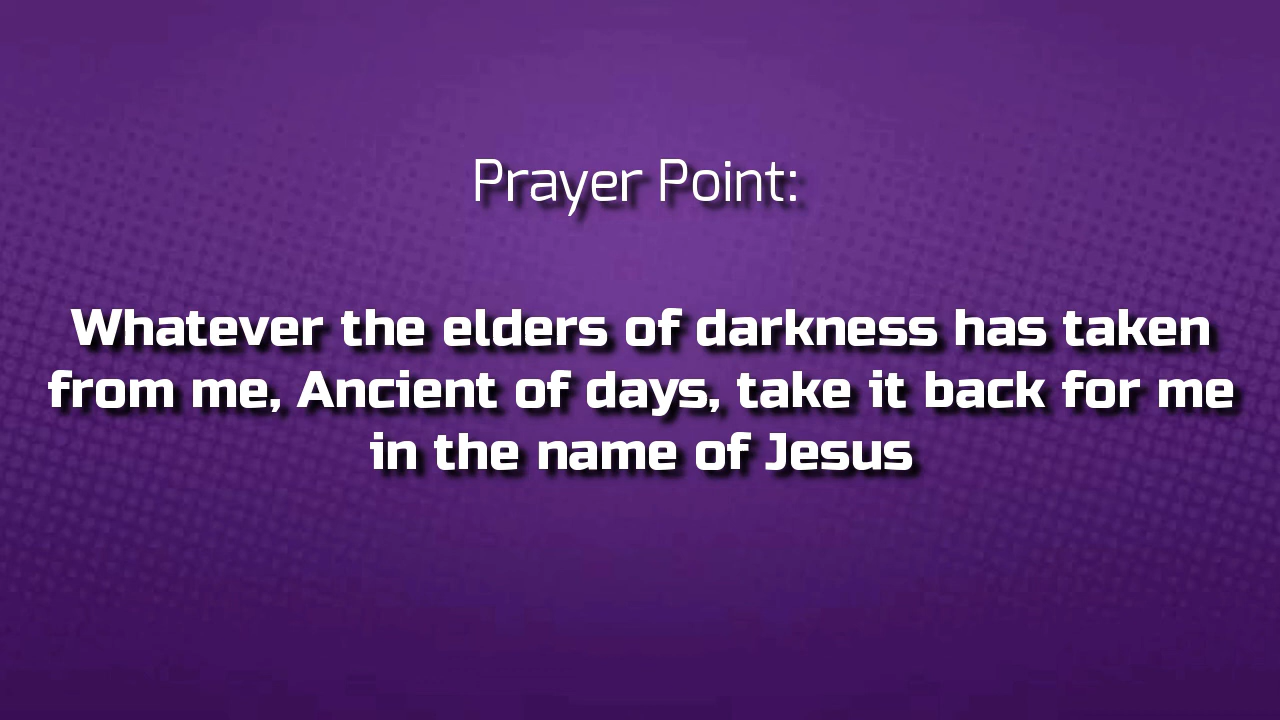 Prayer Point:
Whatever the elders of darkness has taken
from me, Ancient of days, take it back for me
in the name of Jesus